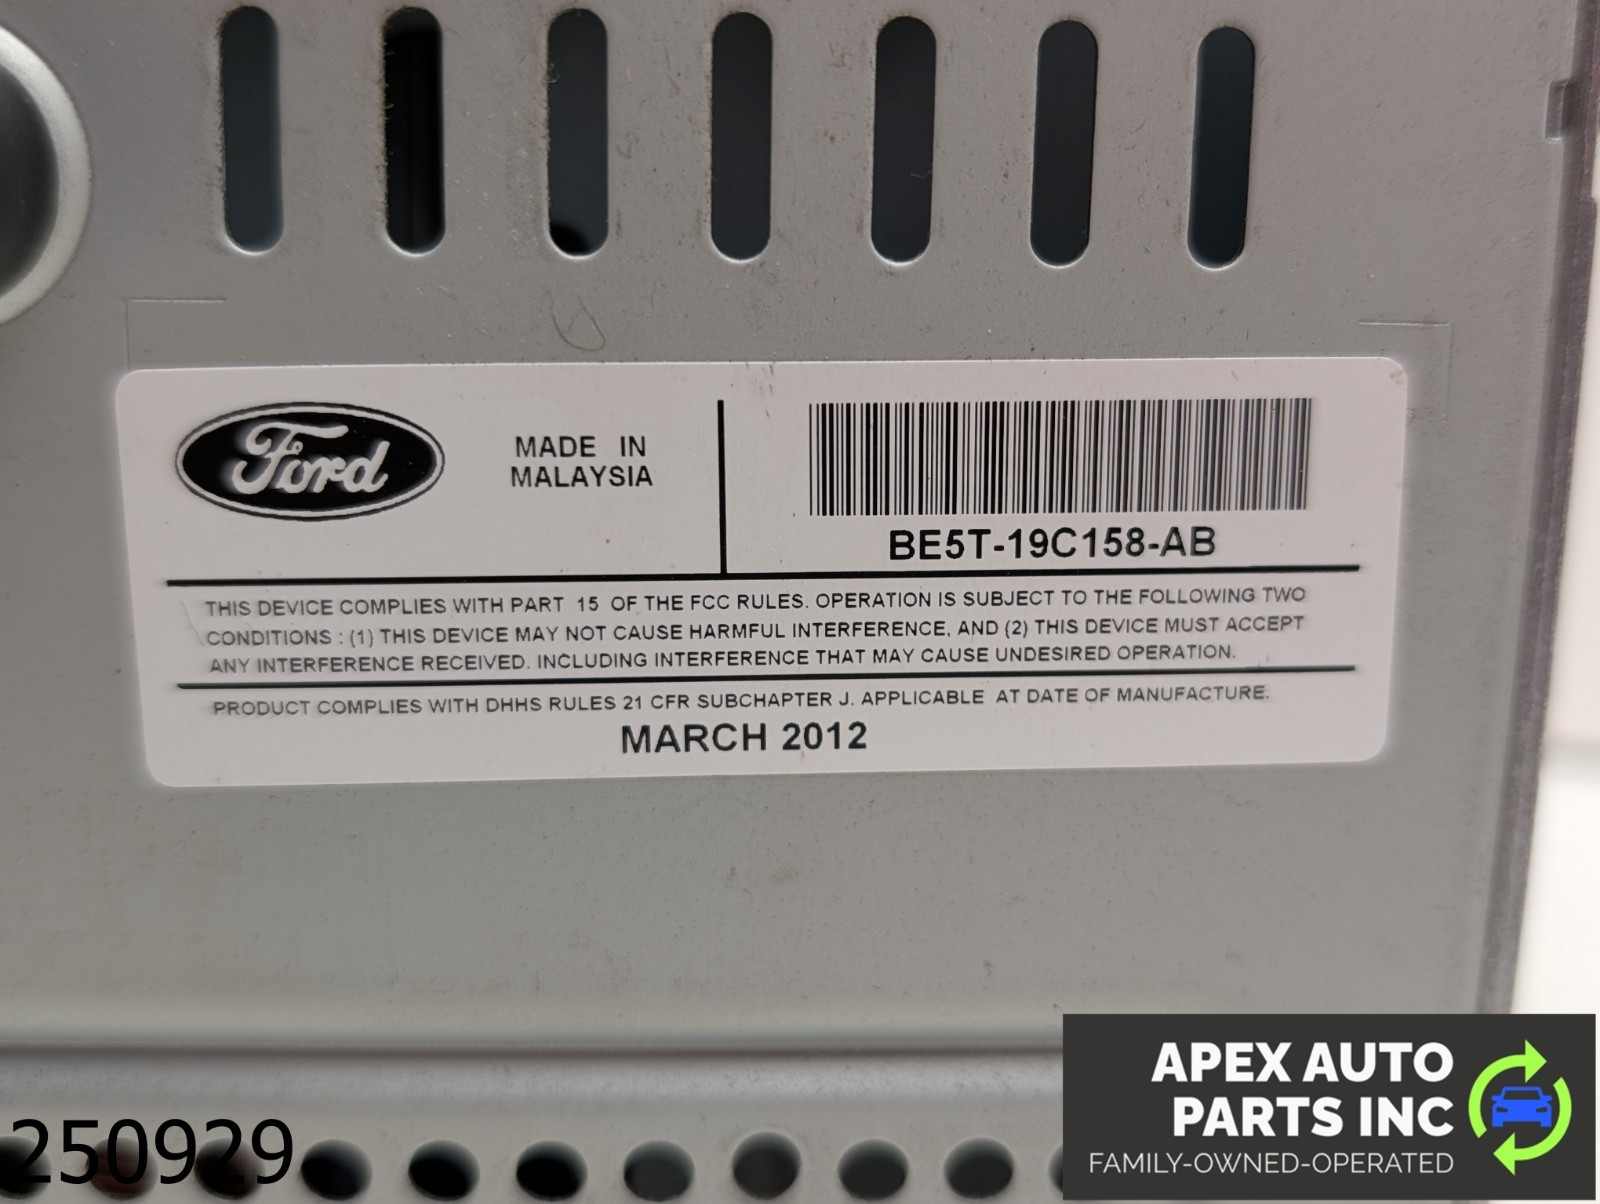 Ford
MADE IN
MALAYSIA
BE5T-19C158-AB
THIS DEVICE COMPLIES WITH PART 15 OF THE FCC RULES. OPERATION IS SUBJECT TO THE FOLLOWING TWO
CONDITIONS : (1) THIS DEVICE MAY NOT CAUSE HARMFUL INTERFERENCE, AND (2) THIS DEVICE MUST ACCEPT
ANY INTERFERENCE RECEIVED. INCLUDING INTERFERENCE THAT MAY CAUSE UNDESIRED OPERATION.
PRODUCT COMPLIES WITH DHHS RULES 21 CFR SUBCHAPTER J. APPLICABLE AT DATE OF MANUFACTURE.
MARCH 2012
250929
APEX AUTO
PARTS INC
FAMILY-OWNED-OPERATED